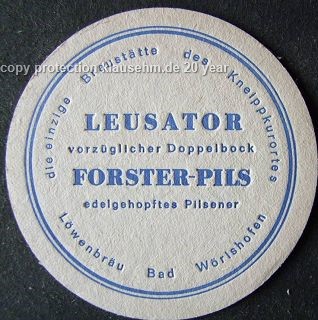 copy protection klausehm.de 20 year
die einzige Braustätte des Kneippkurortes
LEUSATOR
vorzüglicher Doppelbock
FORSTER-PILS
edelgehopftes Pilsener
Löwenbräu Bad Wörishofen